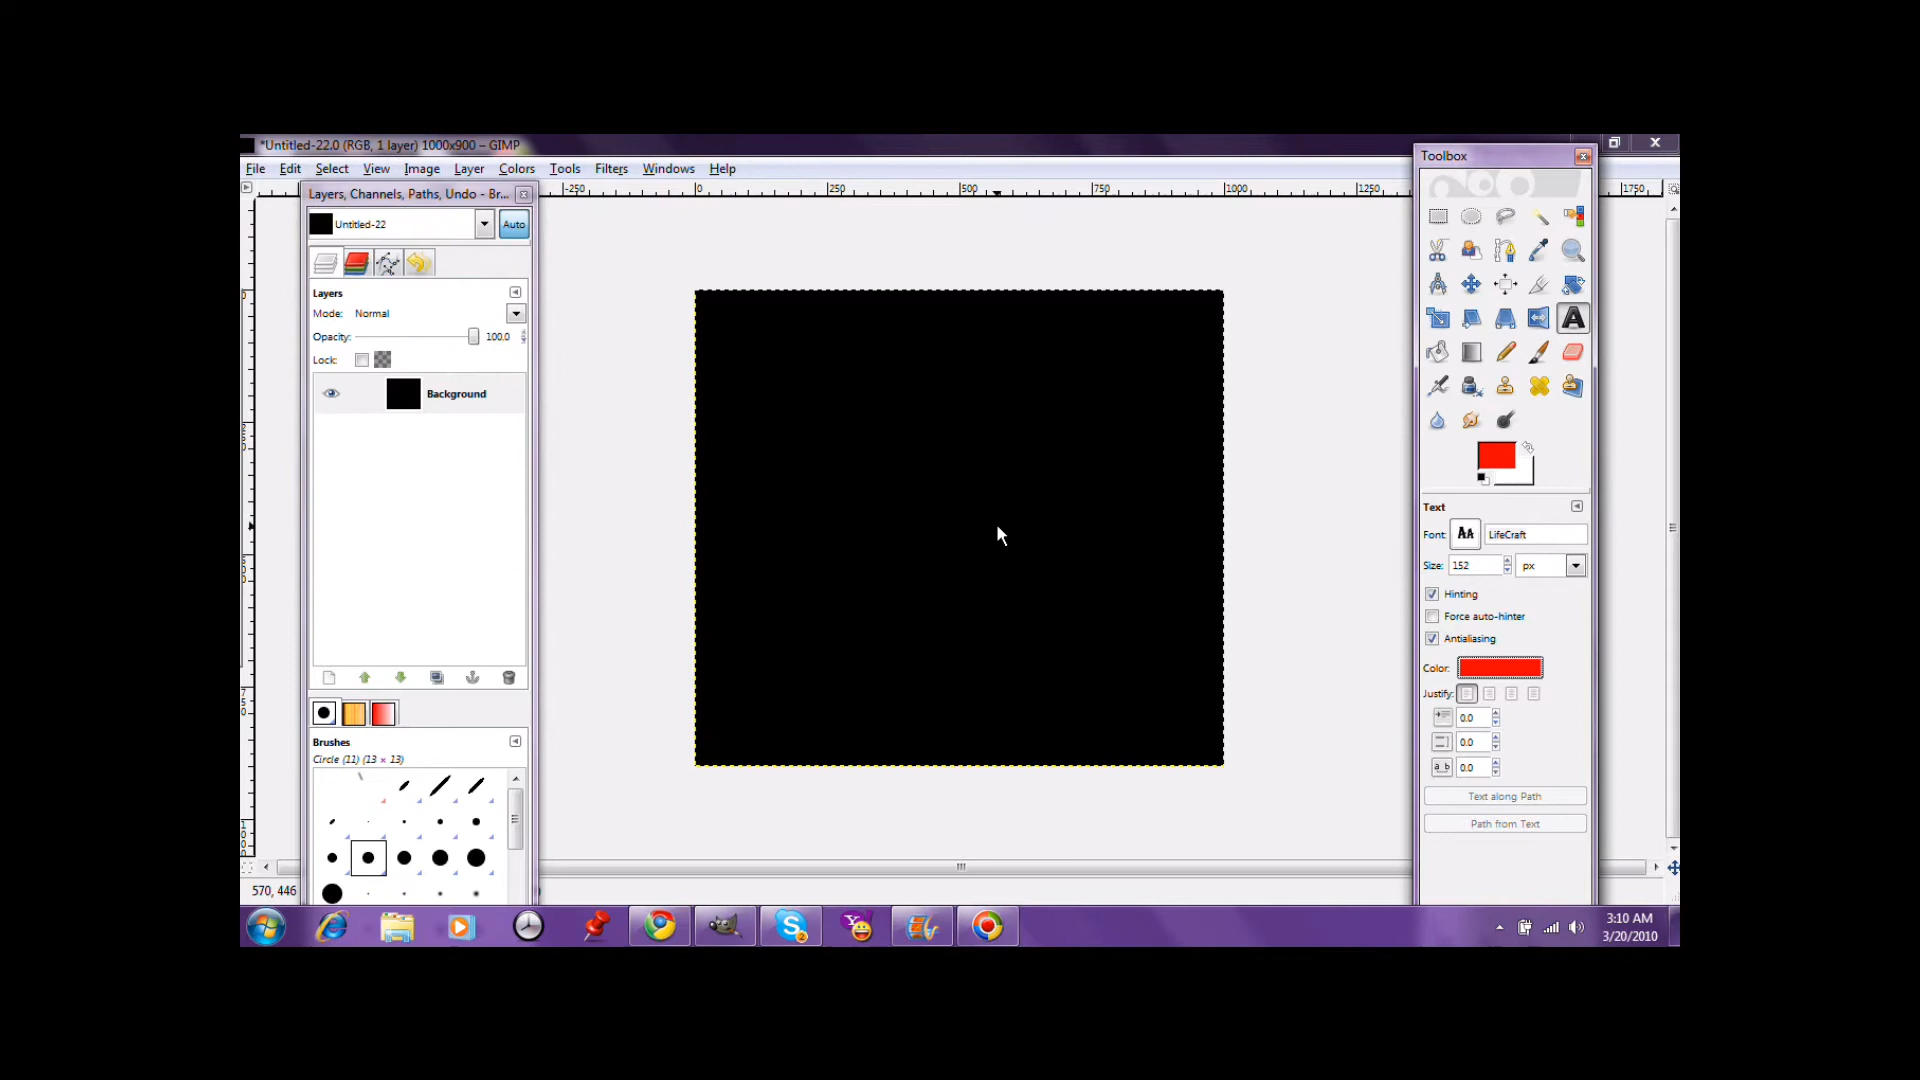 *Untitled-22.0 (RGB, 1 layer) 1000x900 – GIMP
File Edit Select View Image Layer Colors Tools Filters Windows Help
Layers, Channels, Paths, Undo - Br...
Untitled-22
Auto
Layers
Mode: Normal
Opacity: 100.0
Lock:
Background
Brushes
Circle (11) (13 × 13)
-250 0 250 500 750 1000 1250 1750
570, 446
Toolbox
Text
Font: Aa LifeCraft
Size: 152 px
Hinting
Force auto-hinter
Antialiasing
Color:
Justify:
0.0
0.0
a b 0.0
Text along Path
Path from Text
2
3:10 AM
3/20/2010